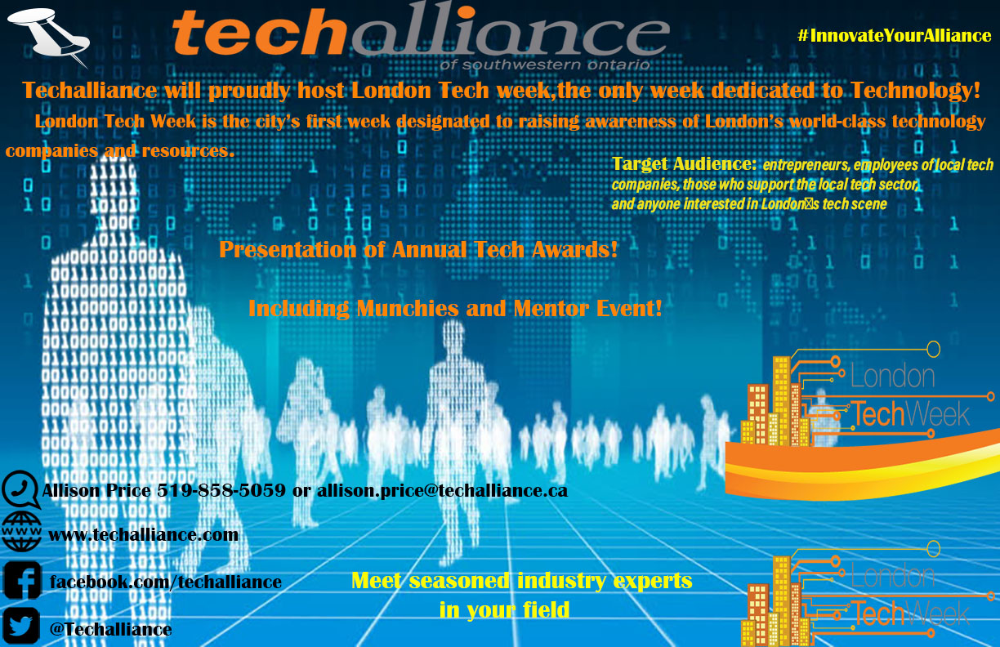 techalliance
of southwestern ontario
#InnovateYourAlliance
Techalliance will proudly host London Tech week,the only week dedicated to Technology!
London Tech Week is the city's first week designated to raising awareness of London's world-class technology
companies and resources.
Target Audience: entrepreneurs, employees of local tech
companies, those who support the local tech sector,
and anyone interested in London□s tech scene
Presentation of Annual Tech Awards!
Including Munchies and Mentor Event!
London
TechWeek
Allison Price 519-858-5059 or allison.price@techalliance.ca
www
www.techalliance.com
facebook.com/techalliance
@Techalliance
Meet seasoned industry experts
in your field
London
TechWeek